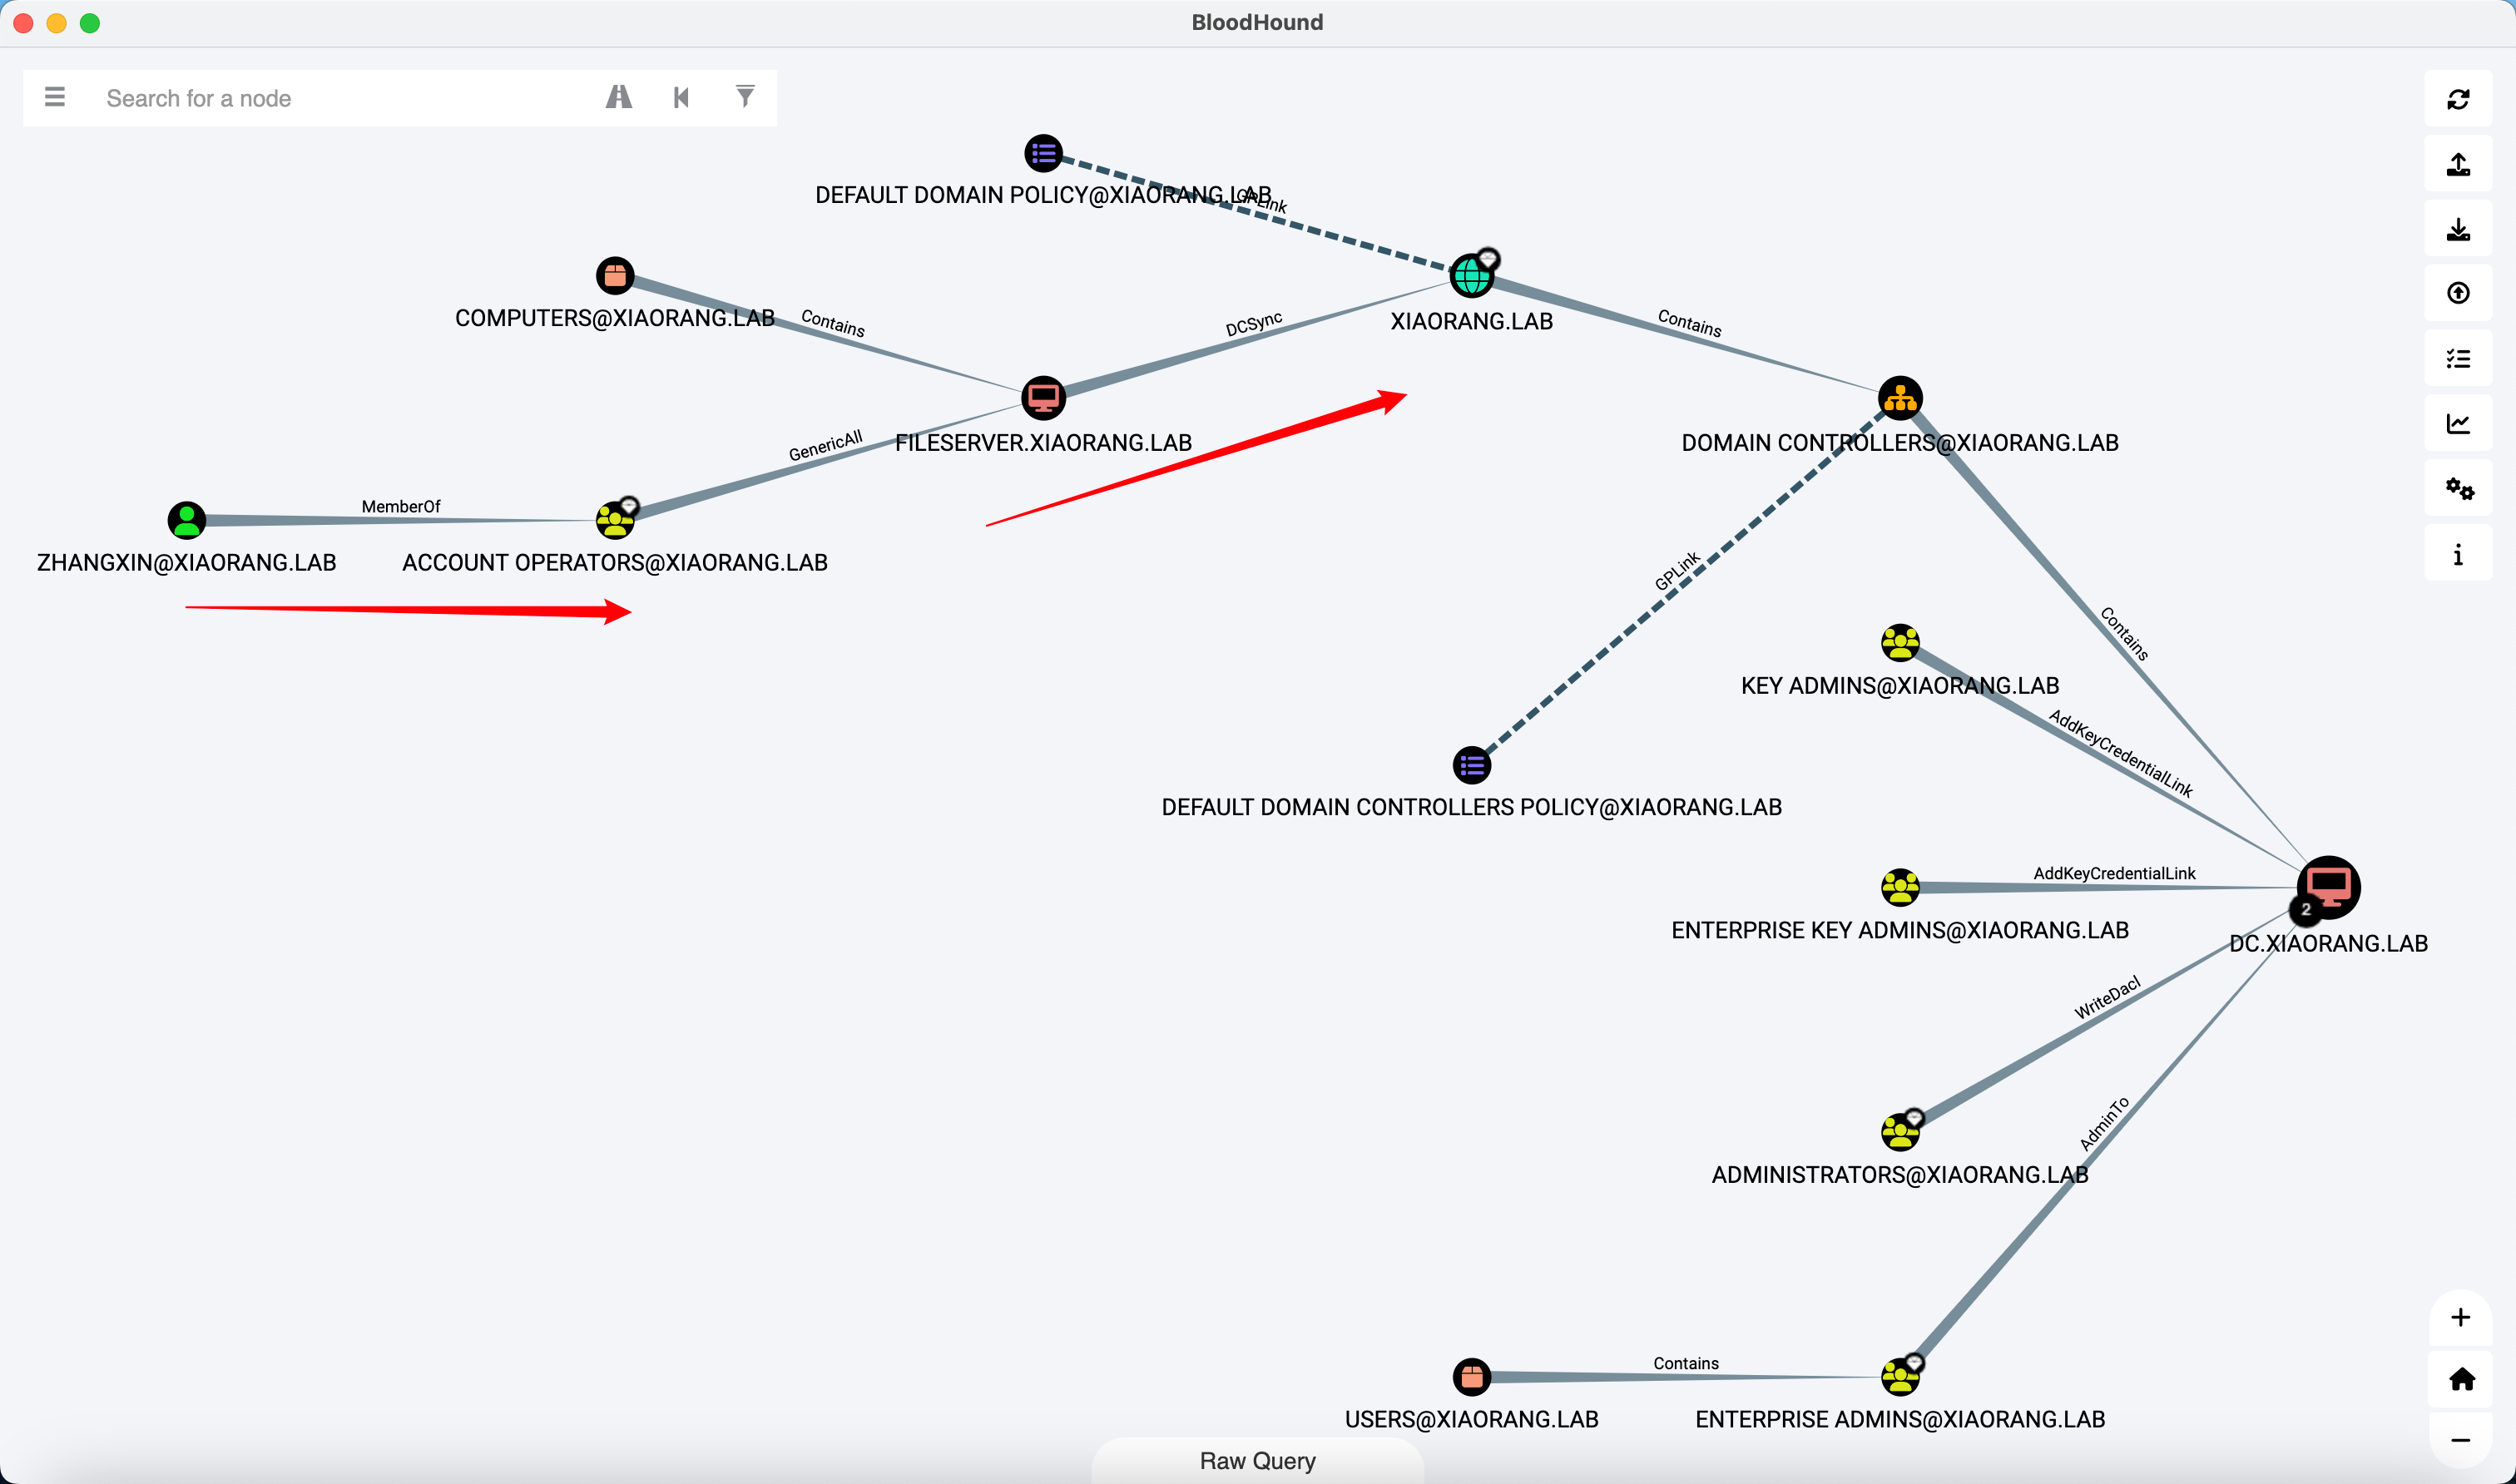 BloodHound
Search for a node
DEFAULT DOMAIN POLICY@XIAORANG.LAB
GPLink
COMPUTERS@XIAORANG.LAB
Contains
DCSync
XIAORANG.LAB
Contains
GenericAll
FILESERVER.XIAORANG.LAB
DOMAIN CONTROLLERS@XIAORANG.LAB
MemberOf
ZHANGXIN@XIAORANG.LAB
ACCOUNT OPERATORS@XIAORANG.LAB
GPLink
Contains
KEY ADMINS@XIAORANG.LAB
AddKeyCredentialLink
DEFAULT DOMAIN CONTROLLERS POLICY@XIAORANG.LAB
AddKeyCredentialLink
2
ENTERPRISE KEY ADMINS@XIAORANG.LAB
DC.XIAORANG.LAB
WriteDacl
AdminTo
ADMINISTRATORS@XIAORANG.LAB
Contains
USERS@XIAORANG.LAB
ENTERPRISE ADMINS@XIAORANG.LAB
Raw Query